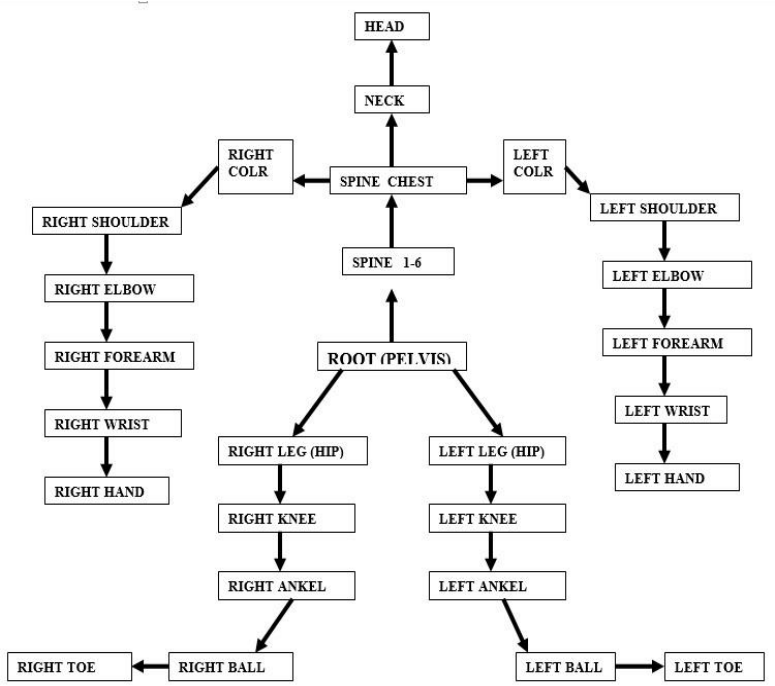 HEAD
NECK
RIGHT
COLR
SPINE CHEST
LEFT
COLR
RIGHT SHOULDER
LEFT SHOULDER
SPINE 1-6
RIGHT ELBOW
LEFT ELBOW
RIGHT FOREARM
ROOT (PELVIS)
LEFT FOREARM
RIGHT WRIST
LEFT WRIST
RIGHT LEG (HIP)
LEFT LEG (HIP)
RIGHT HAND
LEFT HAND
RIGHT KNEE
LEFT KNEE
RIGHT ANKEL
LEFT ANKEL
RIGHT TOE
RIGHT BALL
LEFT BALL
LEFT TOE